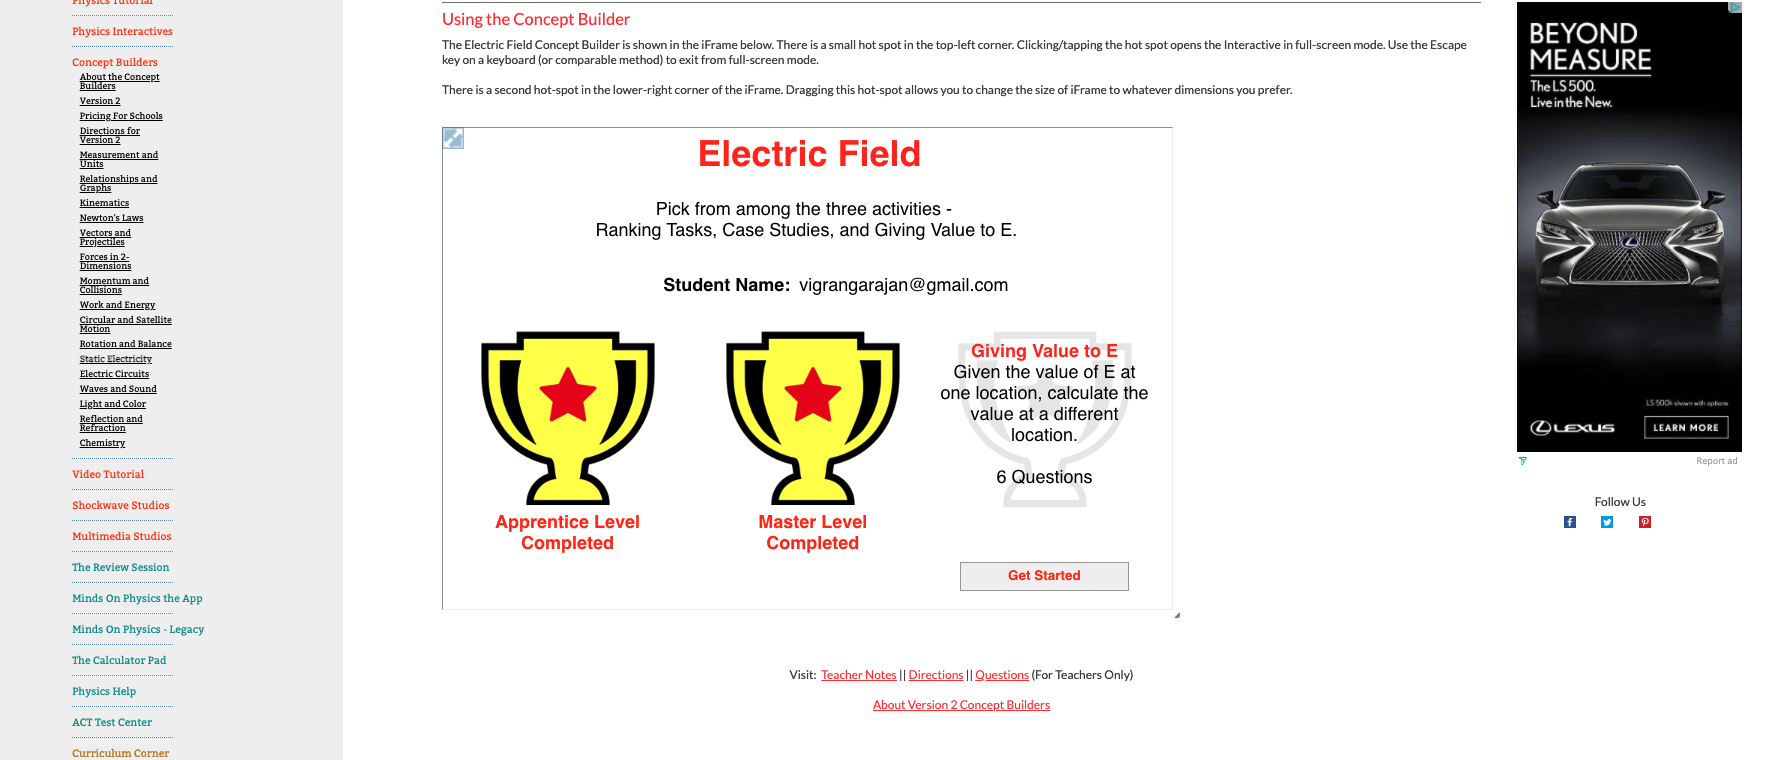 Physics Tutorial
Physics Interactives
Concept Builders
About the Concept
Builders
Version 2
Pricing For Schools
Directions for
Version 2
Measurement and
Units
Relationships and
Graphs
Kinematics
Newton's Laws
Vectors and
Projectiles
Forces in 2-
Dimensions
Momentum and
Collisions
Work and Energy
Circular and Satellite
Motion
Rotation and Balance
Static Electricity
Electric Circuits
Waves and Sound
Light and Color
Reflection and
Refraction
Chemistry
Video Tutorial
Shockwave Studios
Multimedia Studios
The Review Session
Minds On Physics the App
Minds On Physics - Legacy
The Calculator Pad
Physics Help
ACT Test Center
Curriculum Corner
Using the Concept Builder
The Electric Field Concept Builder is shown in the iFrame below. There is a small hot spot in the top-left corner. Clicking/tapping the hot spot opens the Interactive in full-screen mode. Use the Escape
key on a keyboard (or comparable method) to exit from full-screen mode.
There is a second hot-spot in the lower-right corner of the iFrame. Dragging this hot-spot allows you to change the size of iFrame to whatever dimensions you prefer.
Electric Field
Pick from among the three activities -
Ranking Tasks, Case Studies, and Giving Value to E.
Student Name: vigrangarajan@gmail.com
Apprentice Level
Completed
Master Level
Completed
Giving Value to E
Given the value of E at
one location, calculate the
value at a different
location.
6 Questions
Get Started
Visit: Teacher Notes || Directions || Questions (For Teachers Only)
About Version 2 Concept Builders
BEYOND
MEASURE
The LS 500.
Live in the New.
LS 500h shown with options
LEXUS
LEARN MORE
Report ad
Follow Us